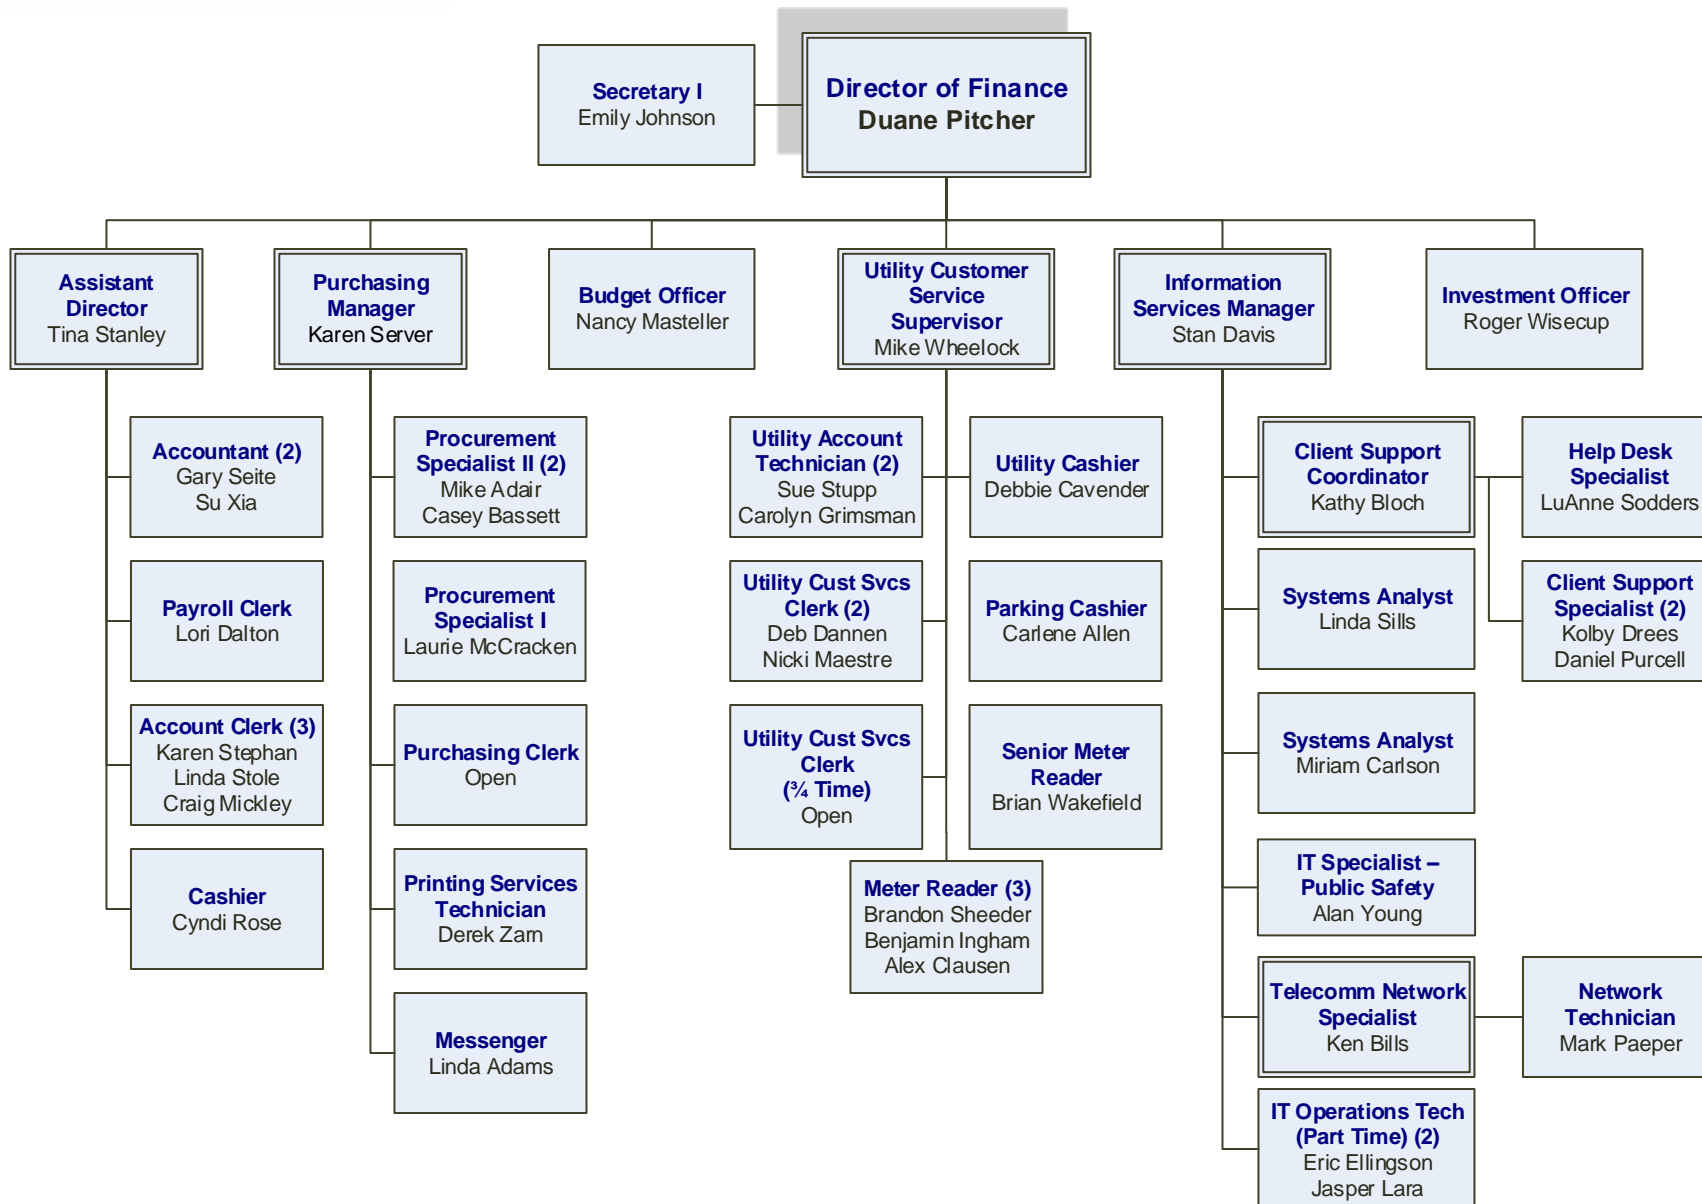 Secretary I
Emily Johnson
Director of Finance
Duane Pitcher
Assistant
Director
Tina Stanley
Purchasing
Manager
Karen Server
Budget Officer
Nancy Masteller
Utility Customer
Service
Supervisor
Mike Wheelock
Information
Services Manager
Stan Davis
Investment Officer
Roger Wisecup
Accountant (2)
Gary Seite
Su Xia
Payroll Clerk
Lori Dalton
Account Clerk (3)
Karen Stephan
Linda Stole
Craig Mickley
Cashier
Cyndi Rose
Procurement
Specialist II (2)
Mike Adair
Casey Bassett
Procurement
Specialist I
Laurie McCracken
Purchasing Clerk
Open
Printing Services
Technician
Derek Zarn
Messenger
Linda Adams
Utility Account
Technician (2)
Sue Stupp
Carolyn Grimsman
Utility Cust Svcs
Clerk (2)
Deb Dannen
Nicki Maestre
Utility Cust Svcs
Clerk
(¾ Time)
Open
Utility Cashier
Debbie Cavender
Parking Cashier
Carlene Allen
Senior Meter
Reader
Brian Wakefield
Meter Reader (3)
Brandon Sheeder
Benjamin Ingham
Alex Clausen
Client Support
Coordinator
Kathy Bloch
Systems Analyst
Linda Sills
Systems Analyst
Miriam Carlson
IT Specialist –
Public Safety
Alan Young
Telecomm Network
Specialist
Ken Bills
IT Operations Tech
(Part Time) (2)
Eric Ellingson
Jasper Lara
Help Desk
Specialist
LuAnne Sodders
Client Support
Specialist (2)
Kolby Drees
Daniel Purcell
Network
Technician
Mark Paeper